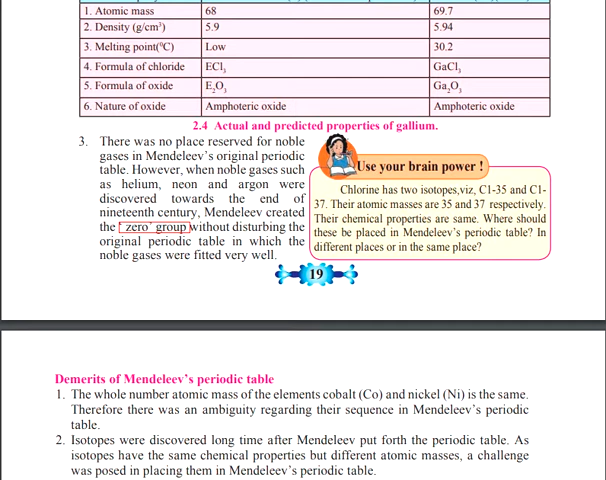 1. Atomic mass 68 69.7
2. Density (g/cm³) 5.9 5.94
3. Melting point(⁰C) Low 30.2
4. Formula of chloride ECl₃ GaCl₃
5. Formula of oxide E₂O₃ Ga₂O₃
6. Nature of oxide Amphoteric oxide Amphoteric oxide
2.4 Actual and predicted properties of gallium.
3. There was no place reserved for noble
gases in Mendeleev's original periodic
table. However, when noble gases such
as helium, neon and argon were
discovered towards the end of
nineteenth century, Mendeleev created
the 'zero' group without disturbing the
original periodic table in which the
noble gases were fitted very well.
Use your brain power !
Chlorine has two isotopes,viz, C1-35 and C1-
37. Their atomic masses are 35 and 37 respectively.
Their chemical properties are same. Where should
these be placed in Mendeleev's periodic table? In
different places or in the same place?
19
Demerits of Mendeleev's periodic table
1. The whole number atomic mass of the elements cobalt (Co) and nickel (Ni) is the same.
Therefore there was an ambiguity regarding their sequence in Mendeleev's periodic
table.
2. Isotopes were discovered long time after Mendeleev put forth the periodic table. As
isotopes have the same chemical properties but different atomic masses, a challenge
was posed in placing them in Mendeleev's periodic table.